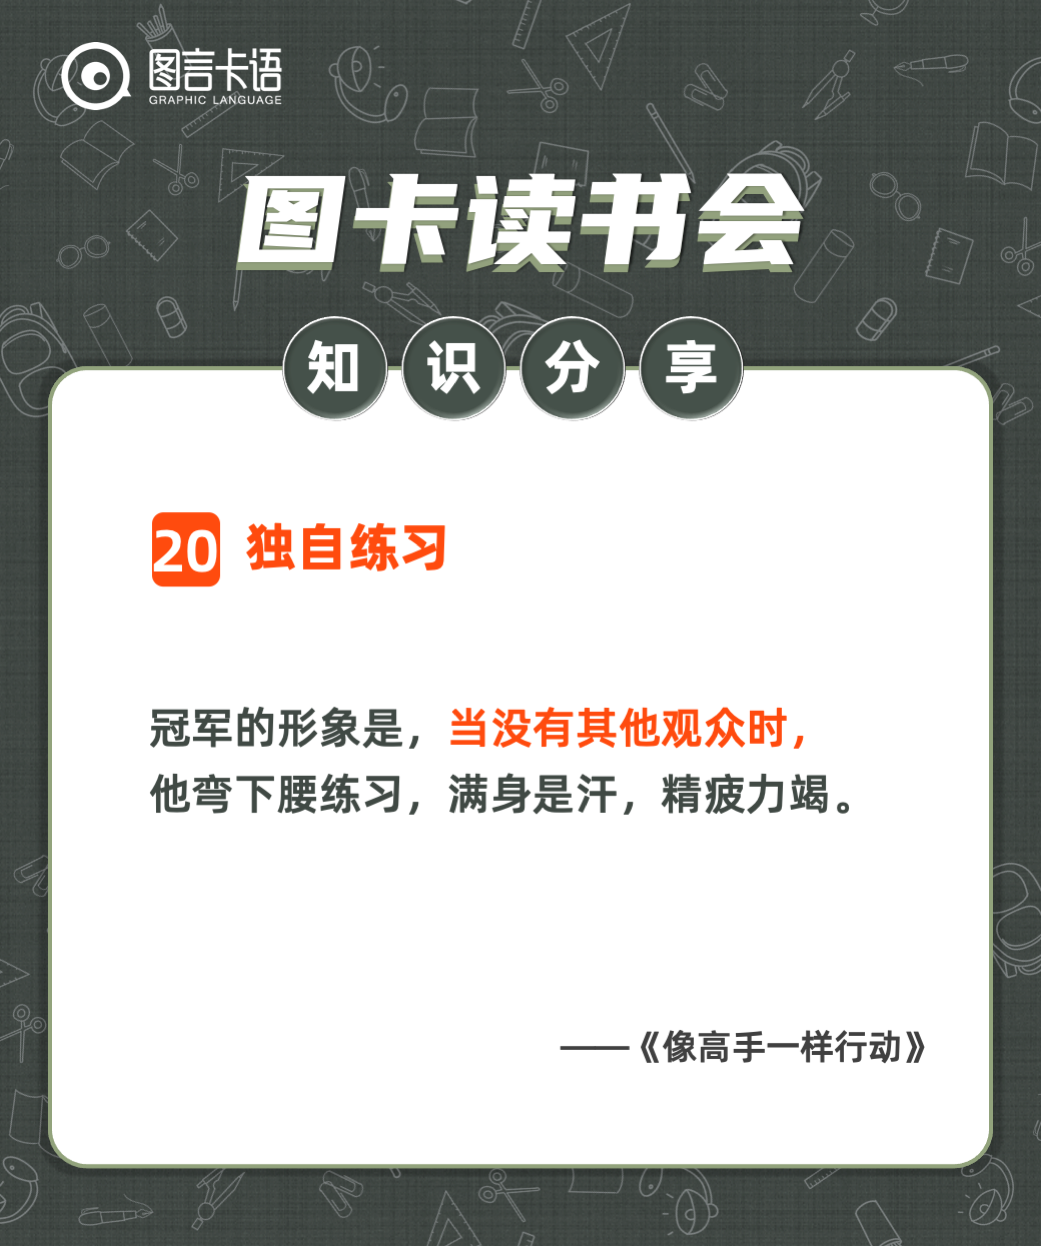 图言卡语
GRAPHIC LANGUAGE
图卡读书会
知识分享
20 独自练习
冠军的形象是，当没有其他观众时，
他弯下腰练习，满身是汗，精疲力竭。
——《像高手一样行动》